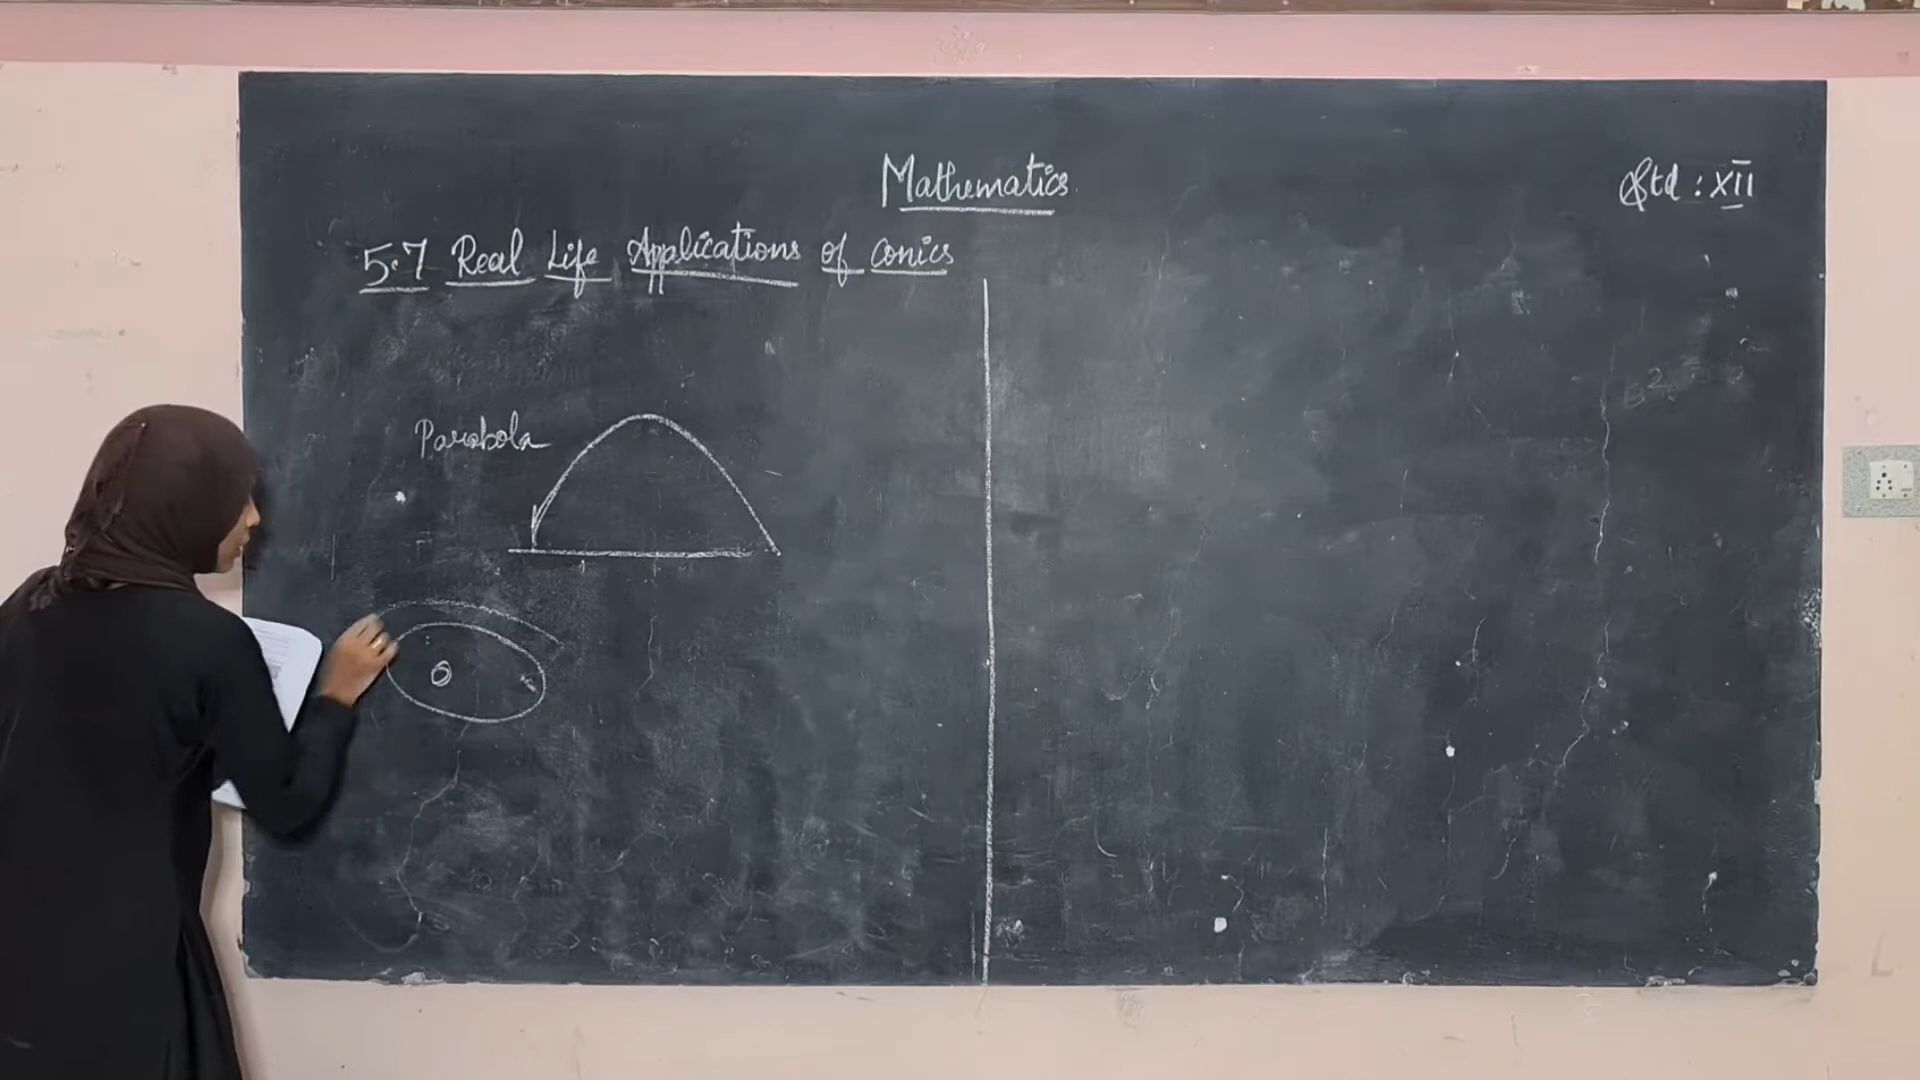 Mathematics
Std : XII
5.7 Real Life Applications of conics
Parabola